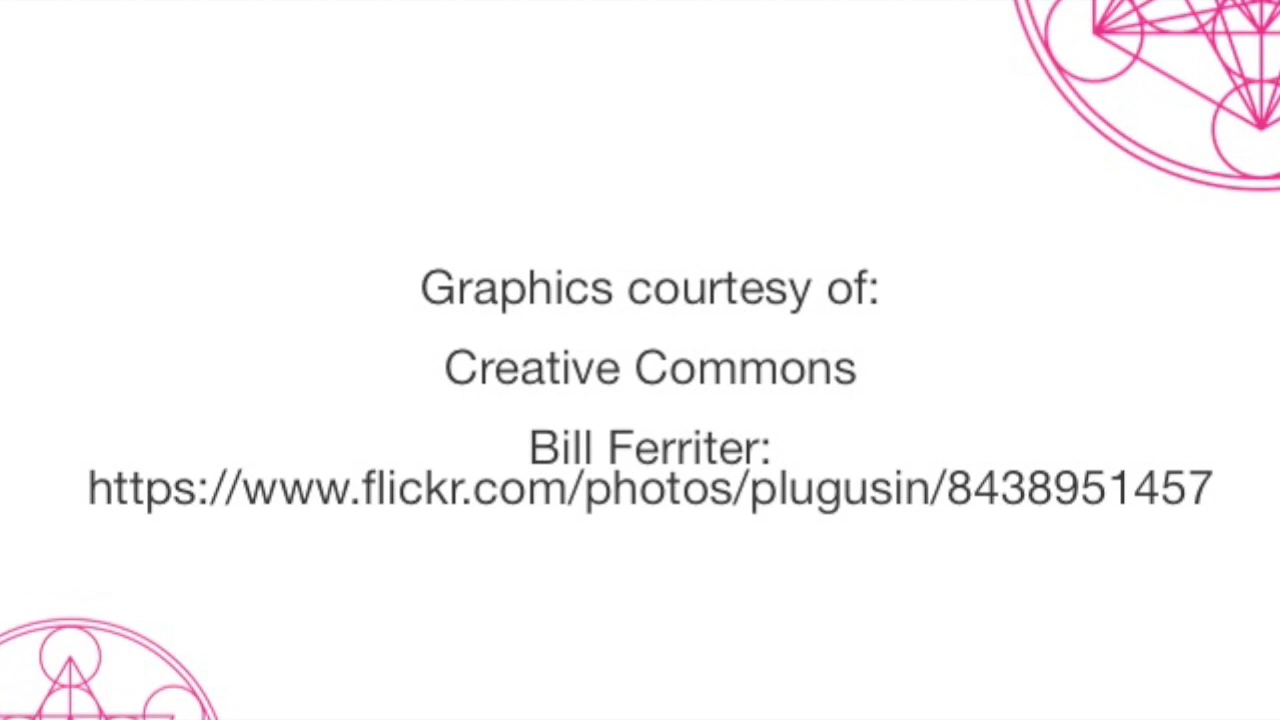 Graphics courtesy of:
Creative Commons
Bill Ferriter:
https://www.flickr.com/photos/plugusin/8438951457